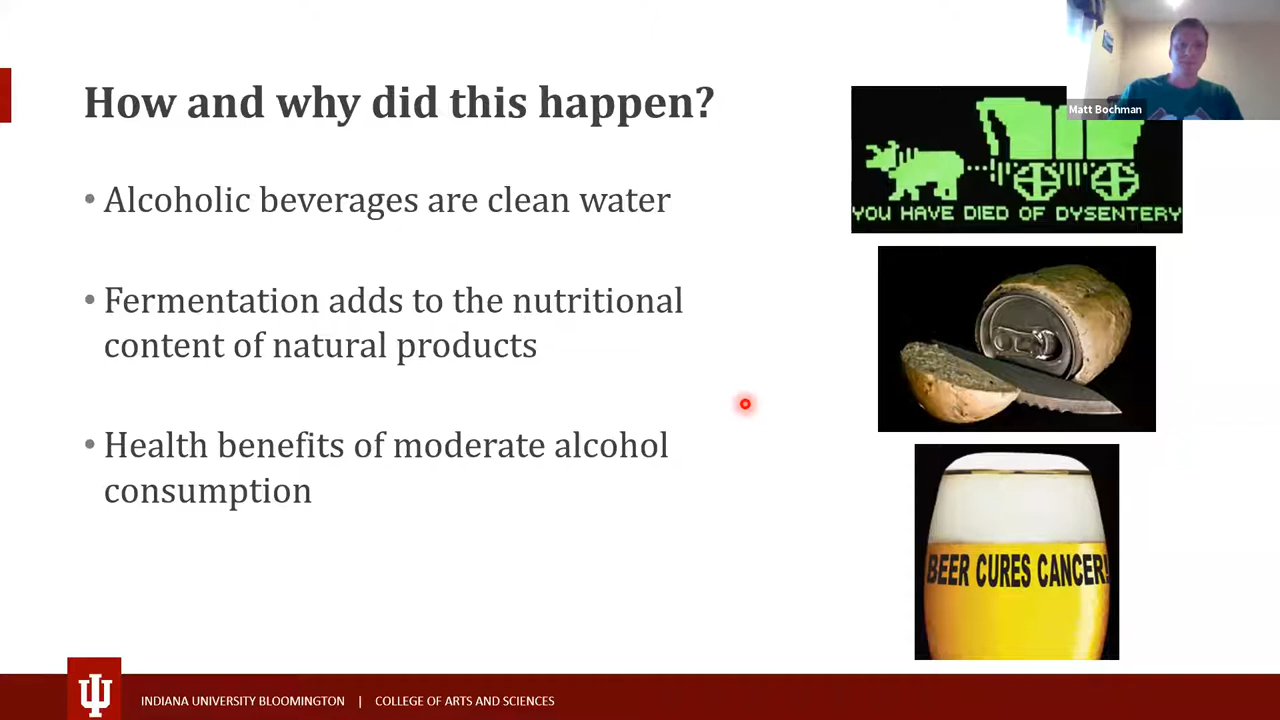 How and why did this happen?
• Alcoholic beverages are clean water
• Fermentation adds to the nutritional
content of natural products
• Health benefits of moderate alcohol
consumption
Matt Bochman
YOU HAVE DIED OF DYSENTERY
BEER CURES CANCER!
INDIANA UNIVERSITY BLOOMINGTON | COLLEGE OF ARTS AND SCIENCES